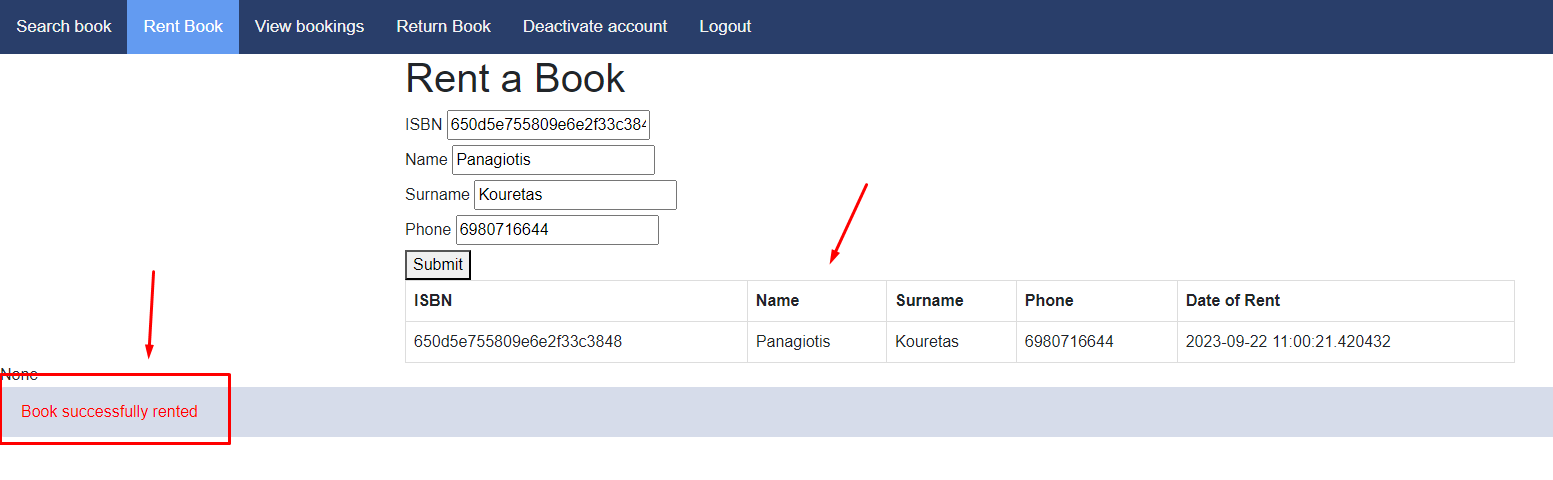 Search book Rent Book View bookings Return Book Deactivate account Logout
Rent a Book
ISBN 650d5e755809e6e2f33c384
Name Panagiotis
Surname Kouretas
Phone 6980716644
Submit
ISBN Name Surname Phone Date of Rent
650d5e755809e6e2f33c3848 Panagiotis Kouretas 6980716644 2023-09-22 11:00:21.420432
None
Book successfully rented